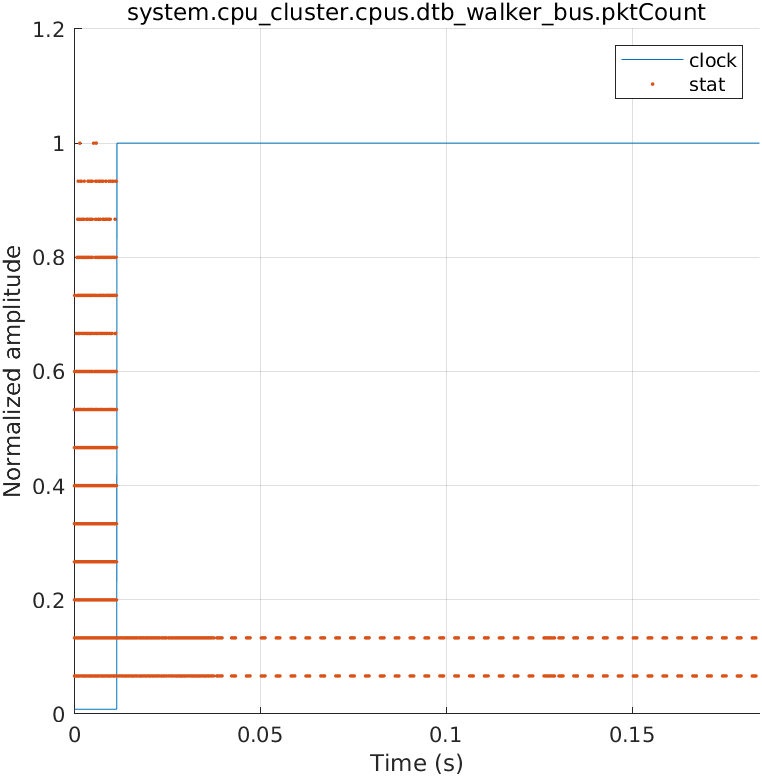 system.cpu_cluster.cpus.dtb_walker_bus.pktCount
1.2
clock
stat
1
0.8
0.6
0.4
0.2
0
Normalized amplitude
0
0.05
0.1
0.15
Time (s)